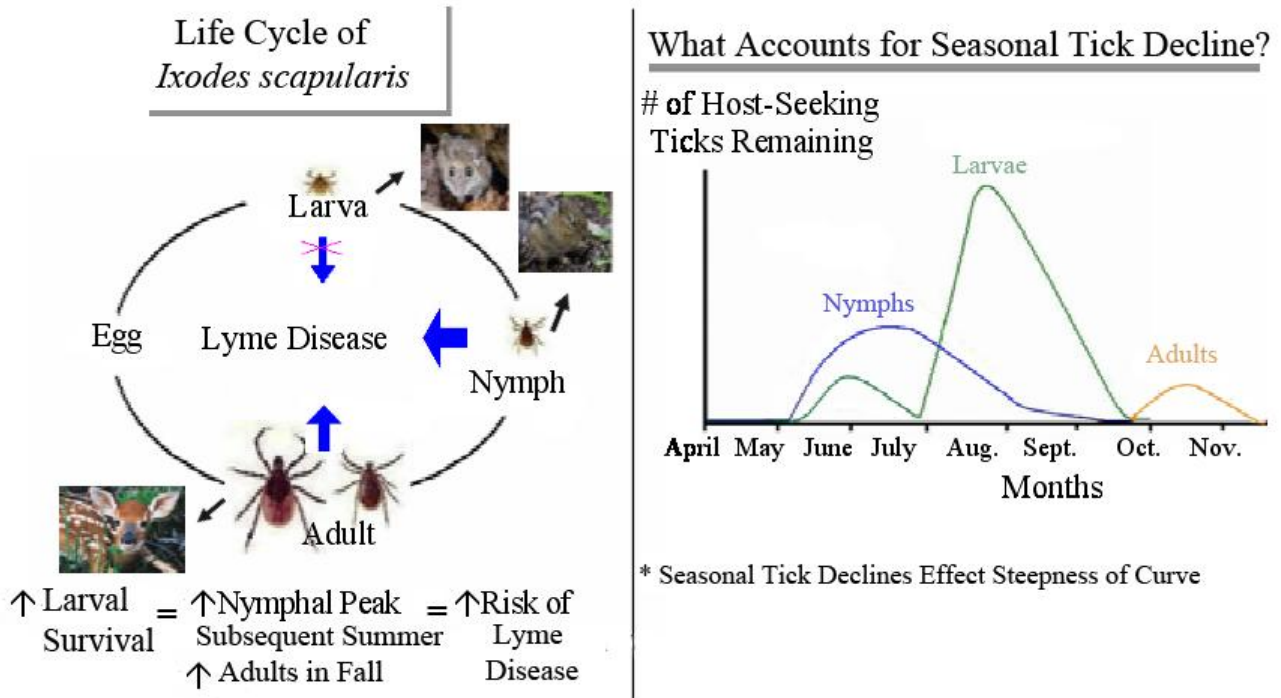 Life Cycle of
Ixodes scapularis
Larva
Egg
Lyme Disease
Nymph
Adult
↑ Larval
Survival
=
↑ Nymphal Peak
Subsequent Summer
↑ Adults in Fall
=
↑ Risk of
Lyme
Disease
What Accounts for Seasonal Tick Decline?
# of Host-Seeking
Ticks Remaining
Larvae
Nymphs
Adults
April May June July Aug. Sept. Oct. Nov.
Months
* Seasonal Tick Declines Effect Steepness of Curve